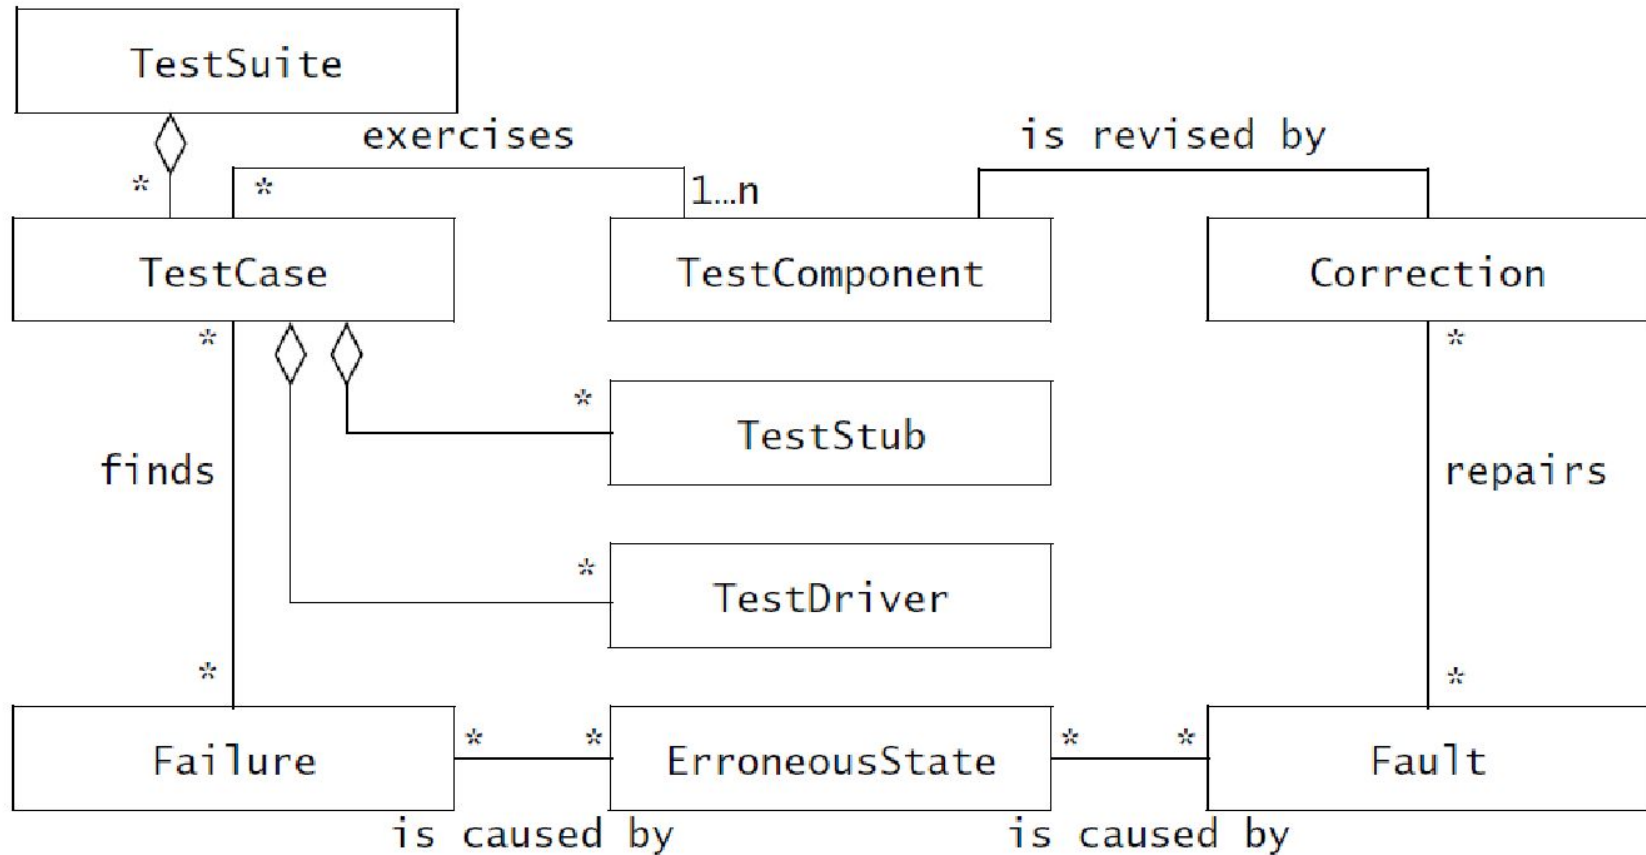 TestSuite
exercises
is revised by
* * 1…n
TestCase
TestComponent
Correction
* *
* TestStub
finds
repairs
* TestDriver
* *
Failure * * ErroneousState * * Fault
is caused by
is caused by